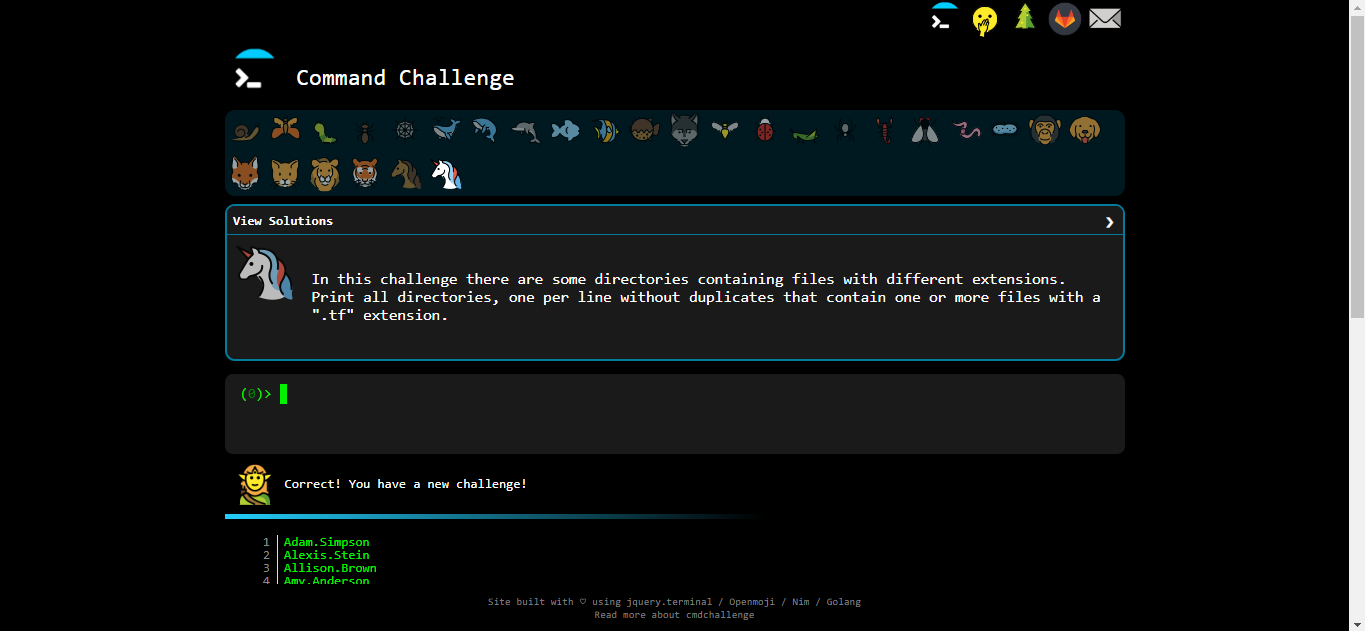 Command Challenge
View Solutions
In this challenge there are some directories containing files with different extensions.
Print all directories, one per line without duplicates that contain one or more files with a
".tf" extension.
(0)>
Correct! You have a new challenge!
1 Adam.Simpson
2 Alexis.Stein
3 Allison.Brown
4 Amy.Anderson
Site built with ♡ using jquery.terminal / Openmoji / Nim / Golang
Read more about cmdchallenge